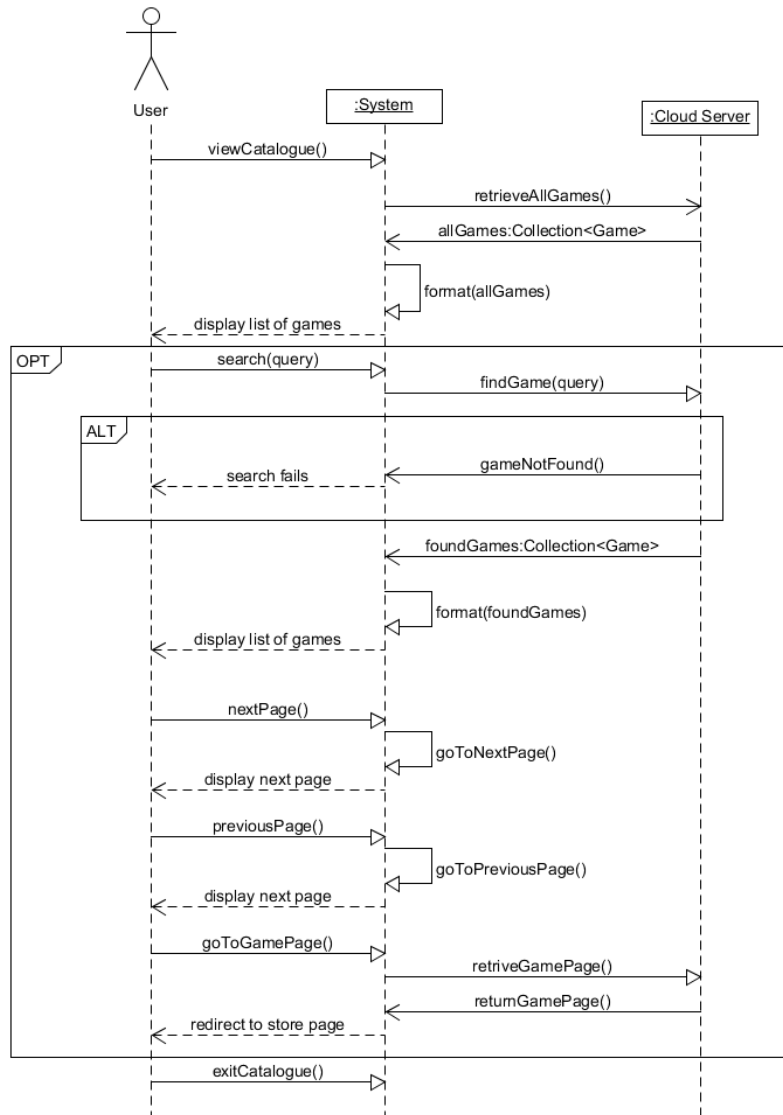 User
:System
:Cloud Server
viewCatalogue()
retrieveAllGames()
allGames:Collection<Game>
format(allGames)
display list of games
OPT
search(query)
findGame(query)
ALT
gameNotFound()
search fails
foundGames:Collection<Game>
format(foundGames)
display list of games
nextPage()
goToNextPage()
display next page
previousPage()
goToPreviousPage()
display next page
goToGamePage()
retriveGamePage()
returnGamePage()
redirect to store page
exitCatalogue()